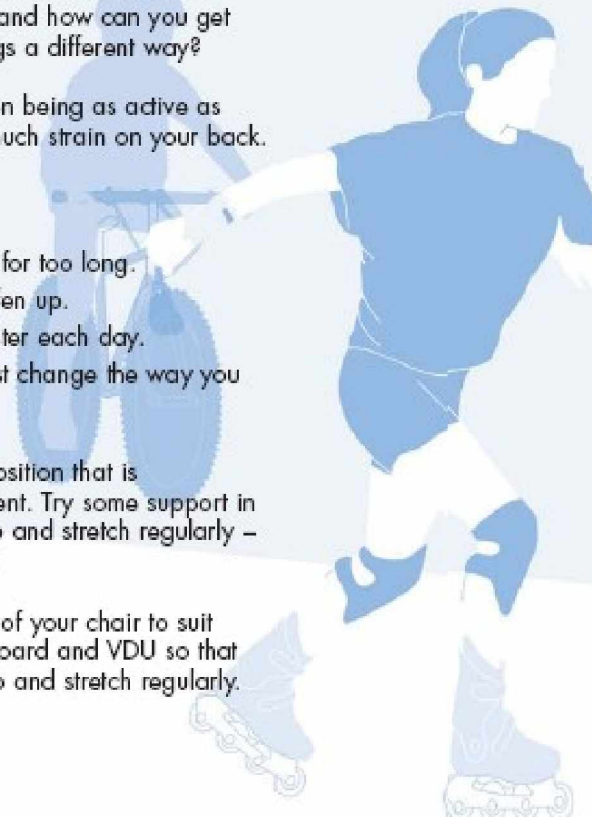 and how can you get
gs a different way?
n being as active as
uch strain on your back.
for too long.
en up.
ter each day.
st change the way you
osition that is
ent. Try some support in
o and stretch regularly –
of your chair to suit
oard and VDU so that
o and stretch regularly.